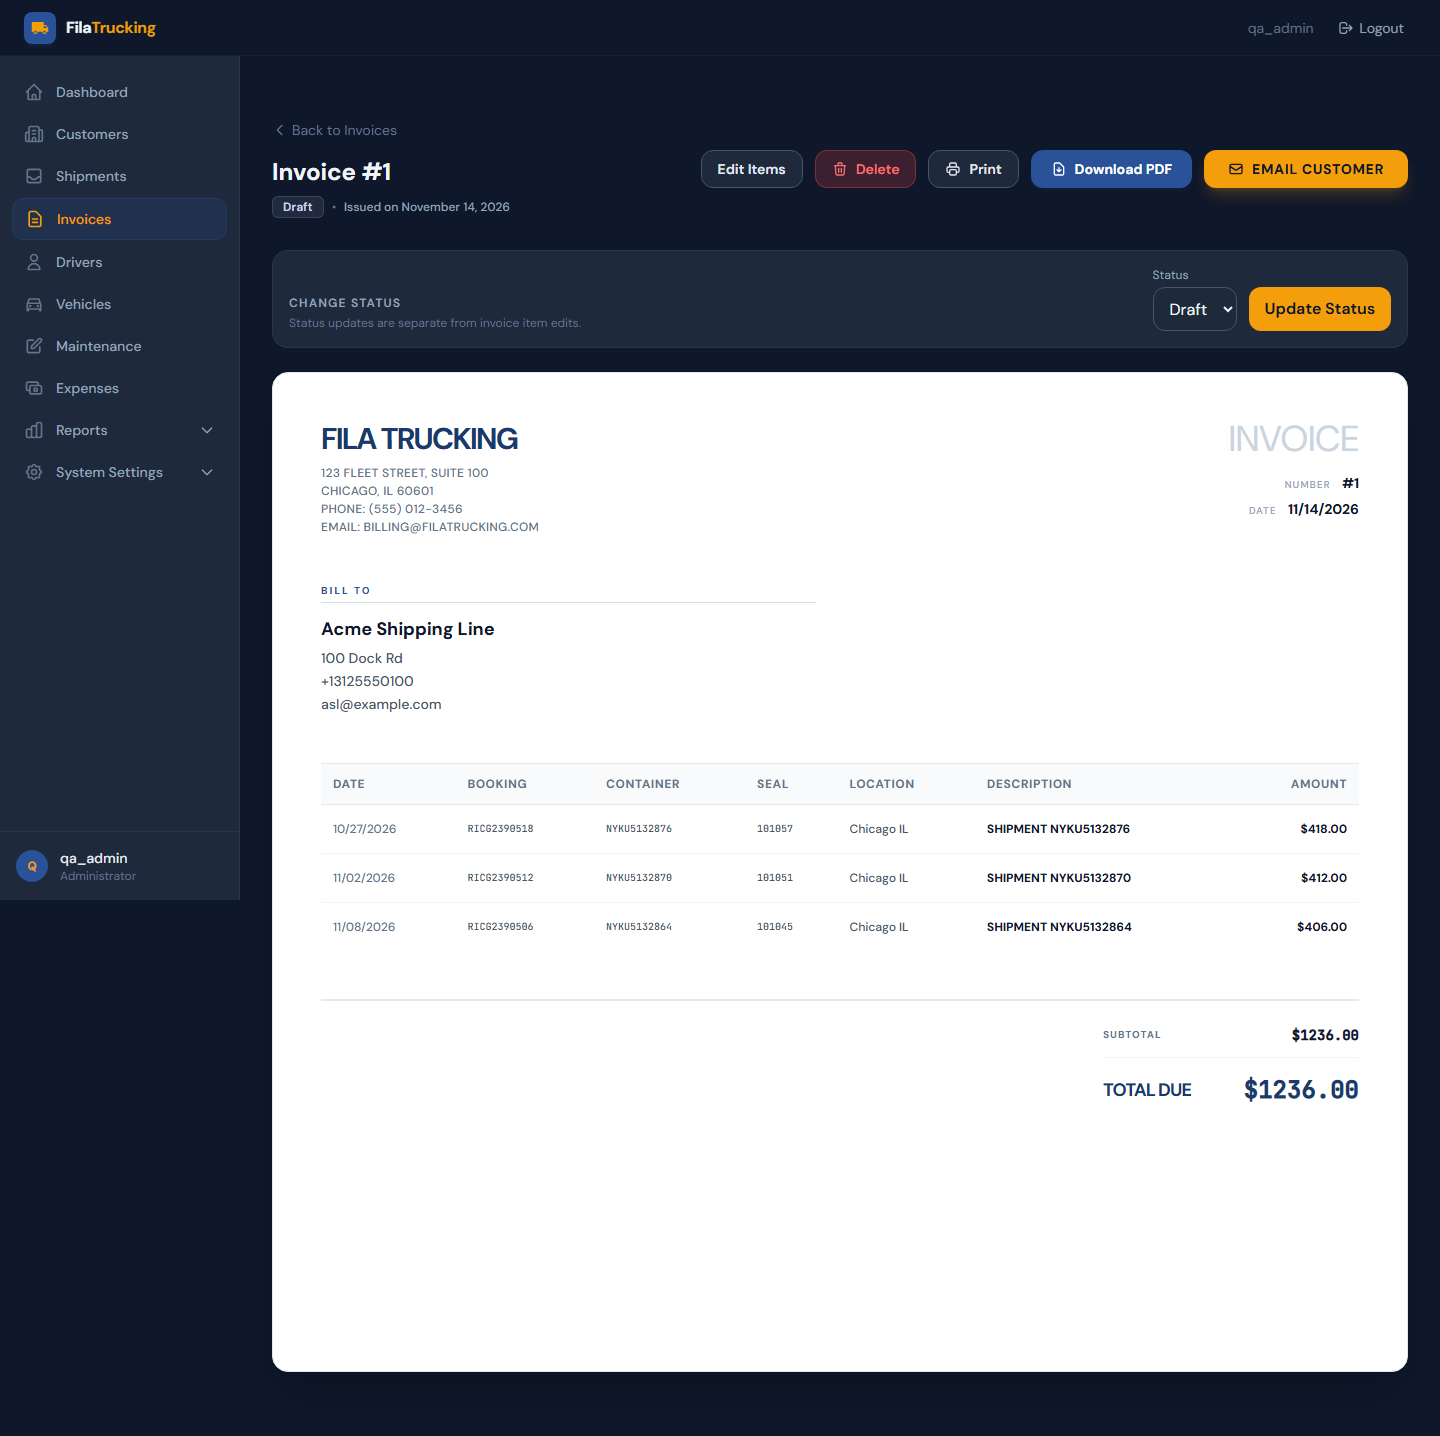 FilaTrucking
qa_admin
Logout
Dashboard
Customers
Shipments
Invoices
Drivers
Vehicles
Maintenance
Expenses
Reports
System Settings
Q
qa_admin
Administrator
Back to Invoices
Invoice #1
Draft • Issued on November 14, 2026
Edit Items
Delete
Print
Download PDF
EMAIL CUSTOMER
CHANGE STATUS
Status updates are separate from invoice item edits.
Status
Draft
Update Status
FILA TRUCKING
123 FLEET STREET, SUITE 100
CHICAGO, IL 60601
PHONE: (555) 012-3456
EMAIL: BILLING@FILATRUCKING.COM
INVOICE
NUMBER #1
DATE 11/14/2026
BILL TO
Acme Shipping Line
100 Dock Rd
+13125550100
asl@example.com
DATE BOOKING CONTAINER SEAL LOCATION DESCRIPTION AMOUNT
10/27/2026 RICG2390518 NYKU5132876 101057 Chicago IL SHIPMENT NYKU5132876 $418.00
11/02/2026 RICG2390512 NYKU5132870 101051 Chicago IL SHIPMENT NYKU5132870 $412.00
11/08/2026 RICG2390506 NYKU5132864 101045 Chicago IL SHIPMENT NYKU5132864 $406.00
SUBTOTAL $1236.00
TOTAL DUE $1236.00